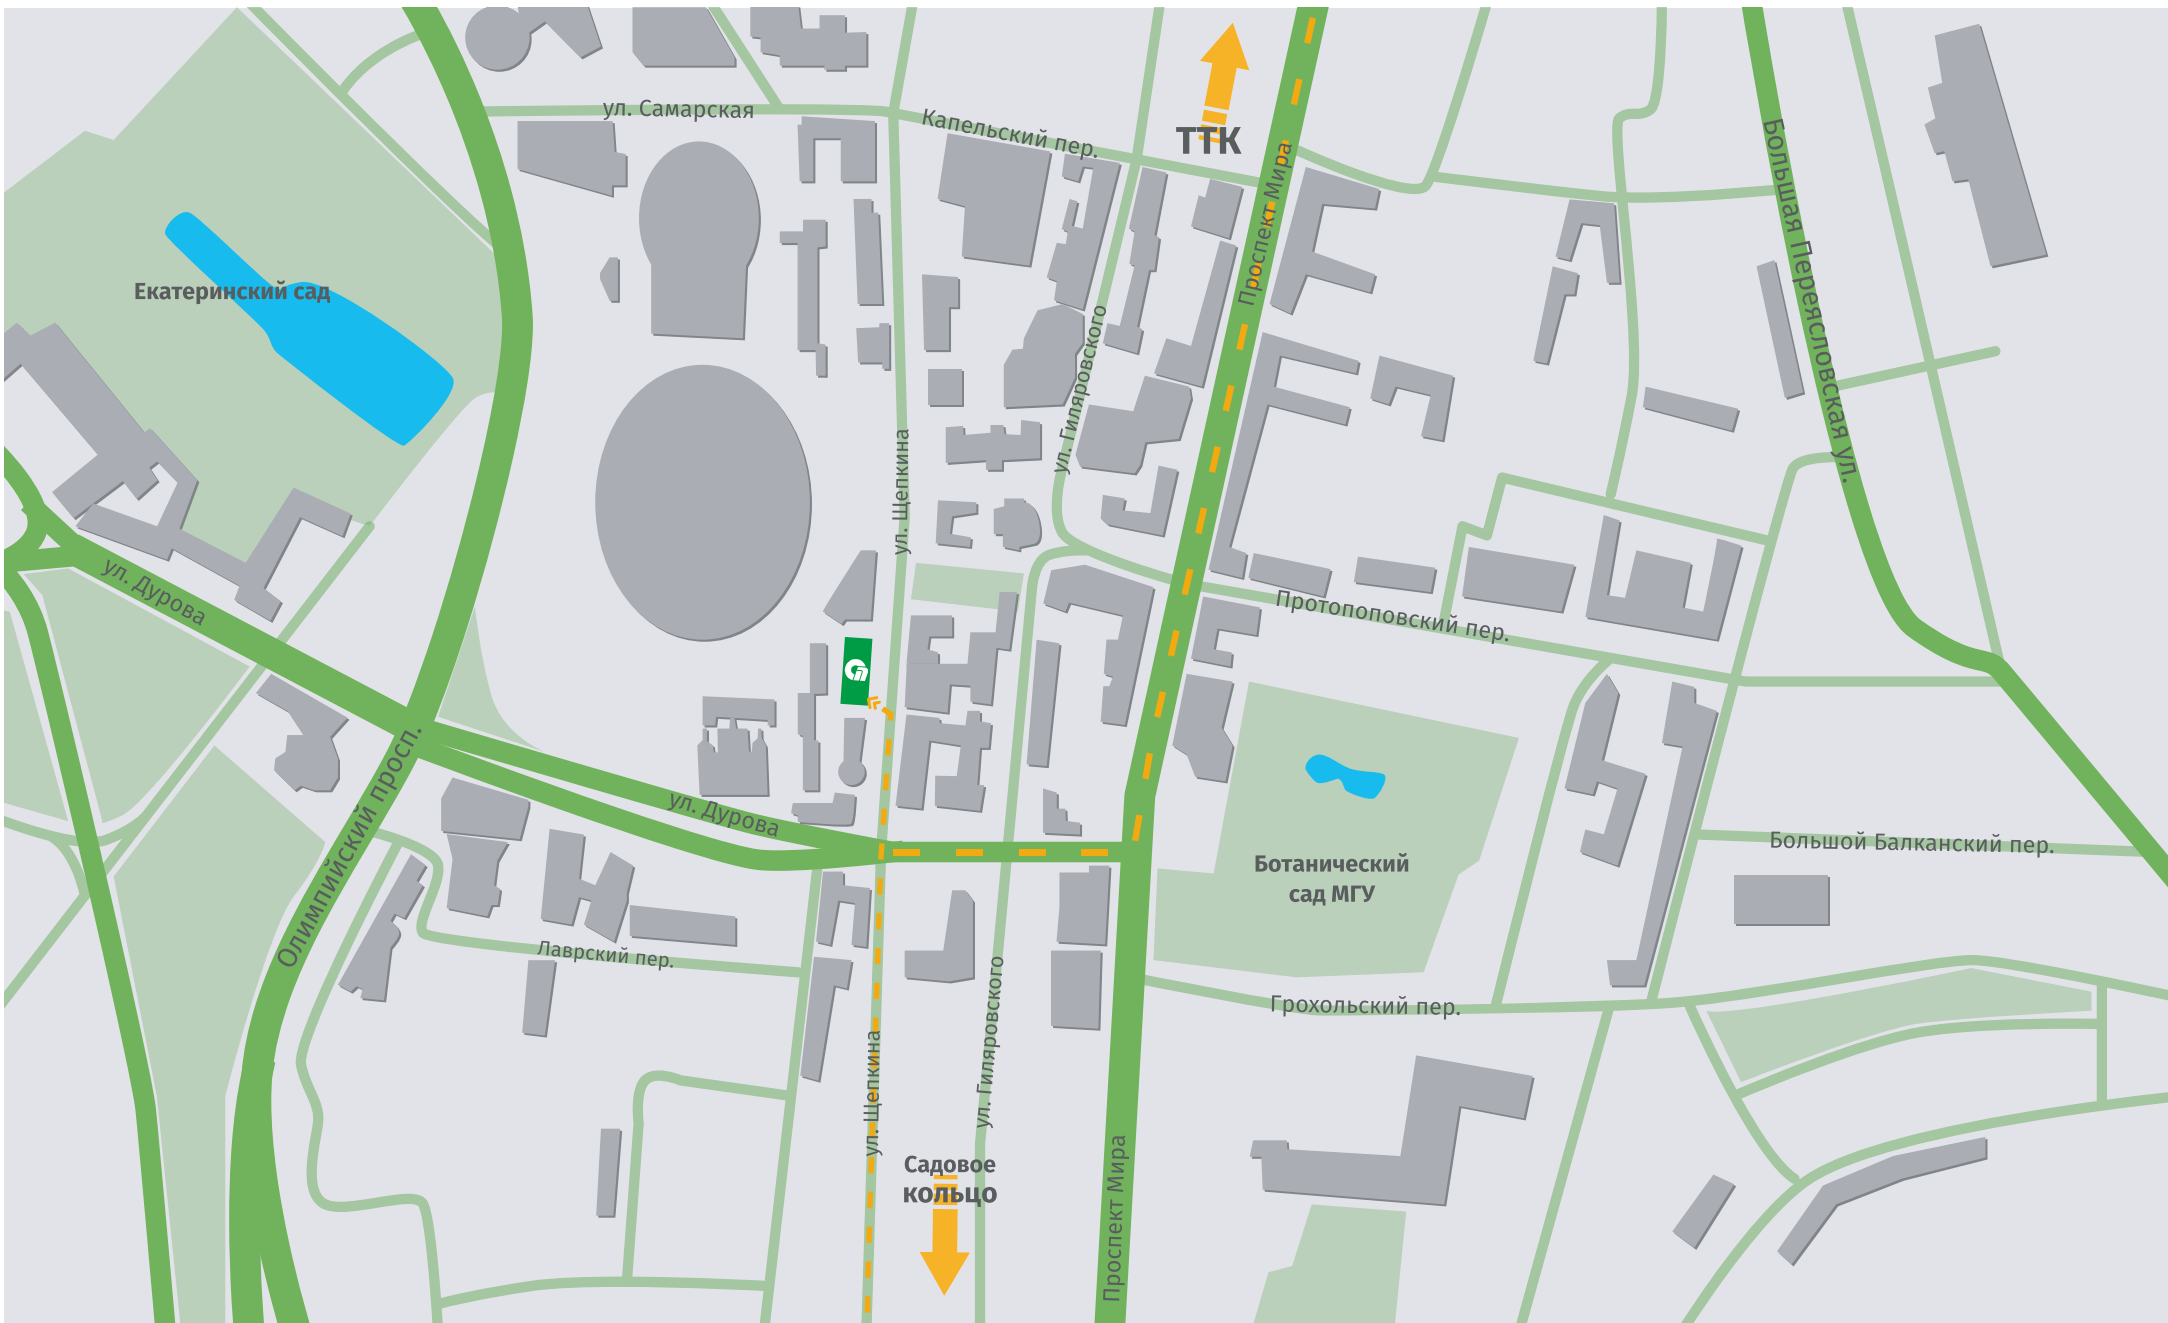 ул. Самарская
Капельский пер.
ТТК
Проспект Мира
Большая Переясловская ул.
Екатеринский сад
ул. Гиляровского
ул. Щепкина
ул. Дурова
Протопоповский пер.
Олимпийский просп.
ул. Дурова
Большой Балканский пер.
Ботанический
сад МГУ
Лаврский пер.
ул. Гиляровского
Грохольский пер.
ул. Щепкина
Садовое
кольцо
Проспект Мира